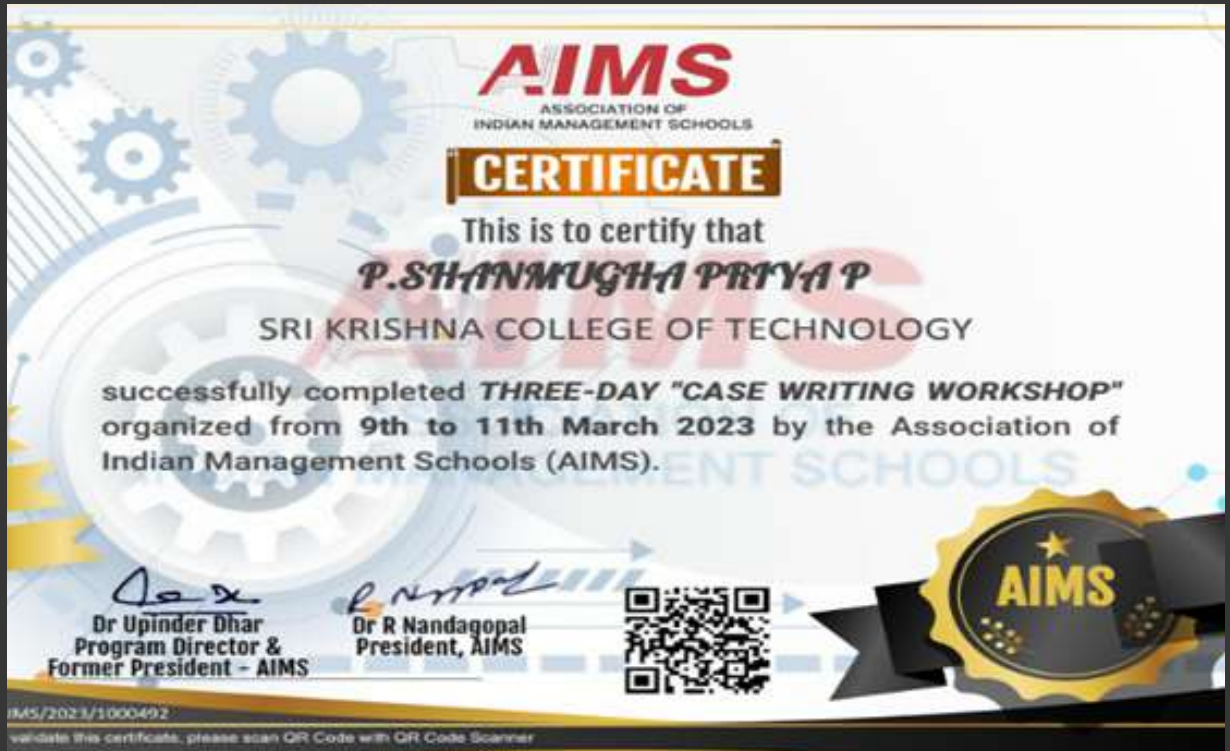 AIMS
ASSOCIATION OF
INDIAN MANAGEMENT SCHOOLS
CERTIFICATE
This is to certify that
P.SHANMUGHA PRIYA P
SRI KRISHNA COLLEGE OF TECHNOLOGY
successfully completed THREE-DAY "CASE WRITING WORKSHOP"
organized from 9th to 11th March 2023 by the Association of
Indian Management Schools (AIMS).
Dr Upinder Dhar
Program Director &
Former President - AIMS
Dr R Nandagopal
President, AIMS
AIMS
IMS/2023/1000492
validate this certificate, please scan QR Code with QR Code Scanner